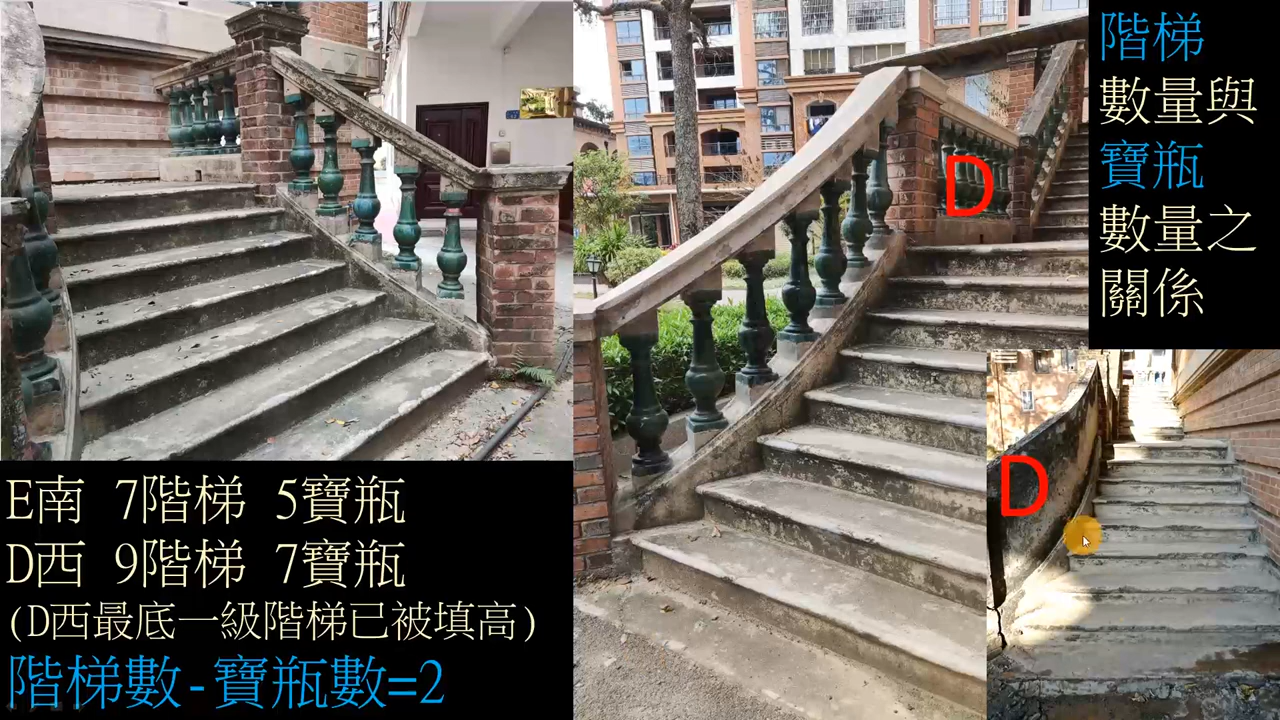 階梯
數量與
寶瓶
數量之
關係
D
D
E南 7階梯 5寶瓶
D西 9階梯 7寶瓶
(D西最底一級階梯已被填高)
階梯數-寶瓶數=2